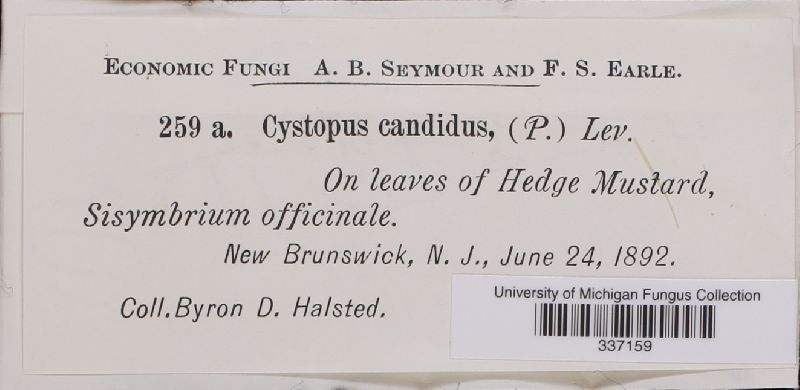 Economic Fungi A. B. Seymour and F. S. Earle.
259 a. Cystopus candidus, (P.) Lev.
On leaves of Hedge Mustard,
Sisymbrium officinale.
New Brunswick, N. J., June 24, 1892.
Coll. Byron D. Halsted.
University of Michigan Fungus Collection
337159